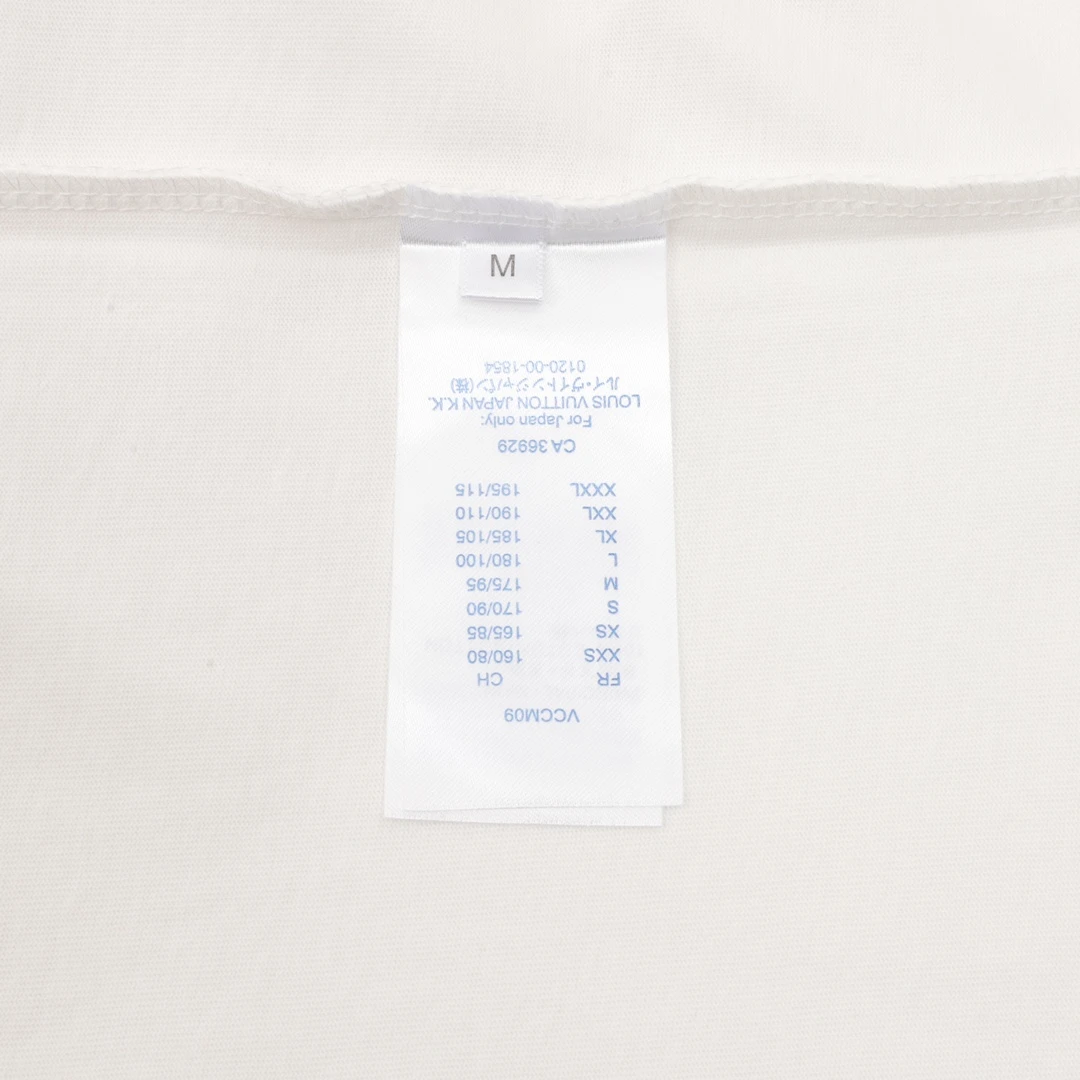 M
VCCM09
FR CH
XXS 160/80
XS 165/85
S 170/90
M 175/95
L 180/100
XL 185/105
XXL 190/110
XXXL 195/115
CA 36929
For Japan only:
LOUIS VUITTON JAPAN K.K.
ルイ・ヴィトンジャパン(株)
0120-00-1854